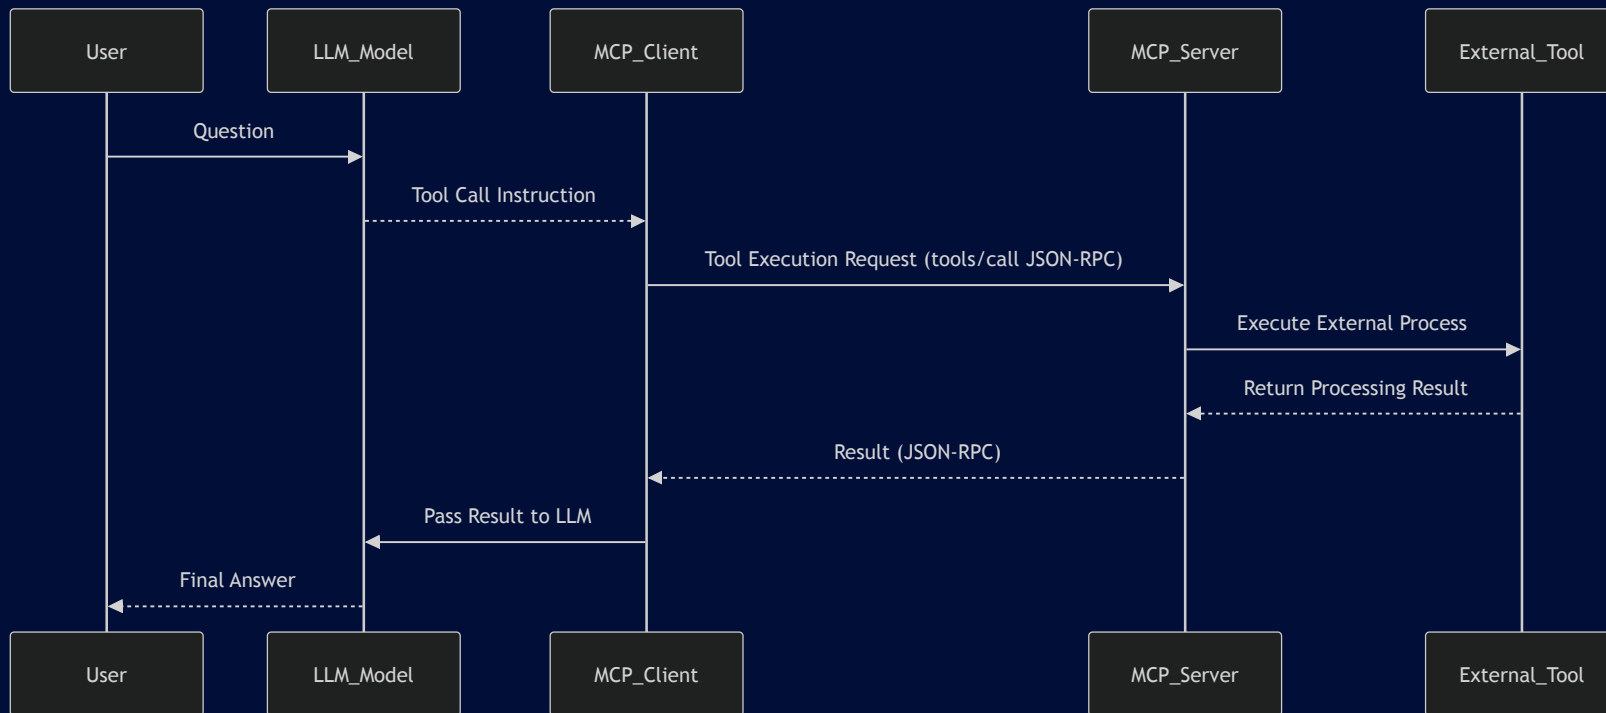 User
LLM_Model
MCP_Client
MCP_Server
External_Tool
Question
Tool Call Instruction
Tool Execution Request (tools/call JSON-RPC)
Execute External Process
Return Processing Result
Result (JSON-RPC)
Pass Result to LLM
Final Answer
User
LLM_Model
MCP_Client
MCP_Server
External_Tool